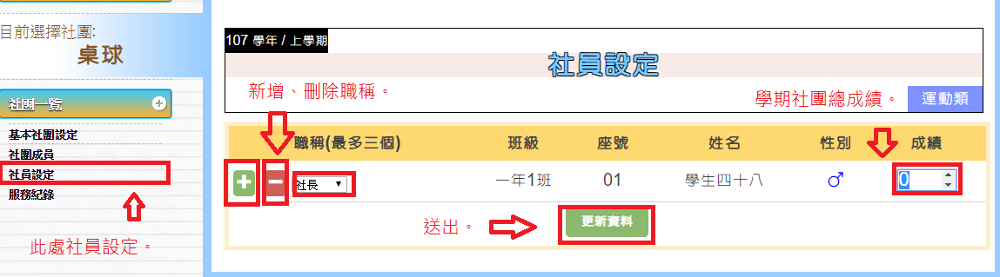 目前選擇社團:
桌球
社團一覽
基本社團設定
社團成員
社員設定
服務紀錄
此處社員設定。
107 學年 / 上學期
社員設定
新增、刪除職稱。
學期社團總成績。
運動類
職稱(最多三個) 班級 座號 姓名 性別 成績
社長 一年1班 01 學生四十八 ♂ 0
送出。
更新資料